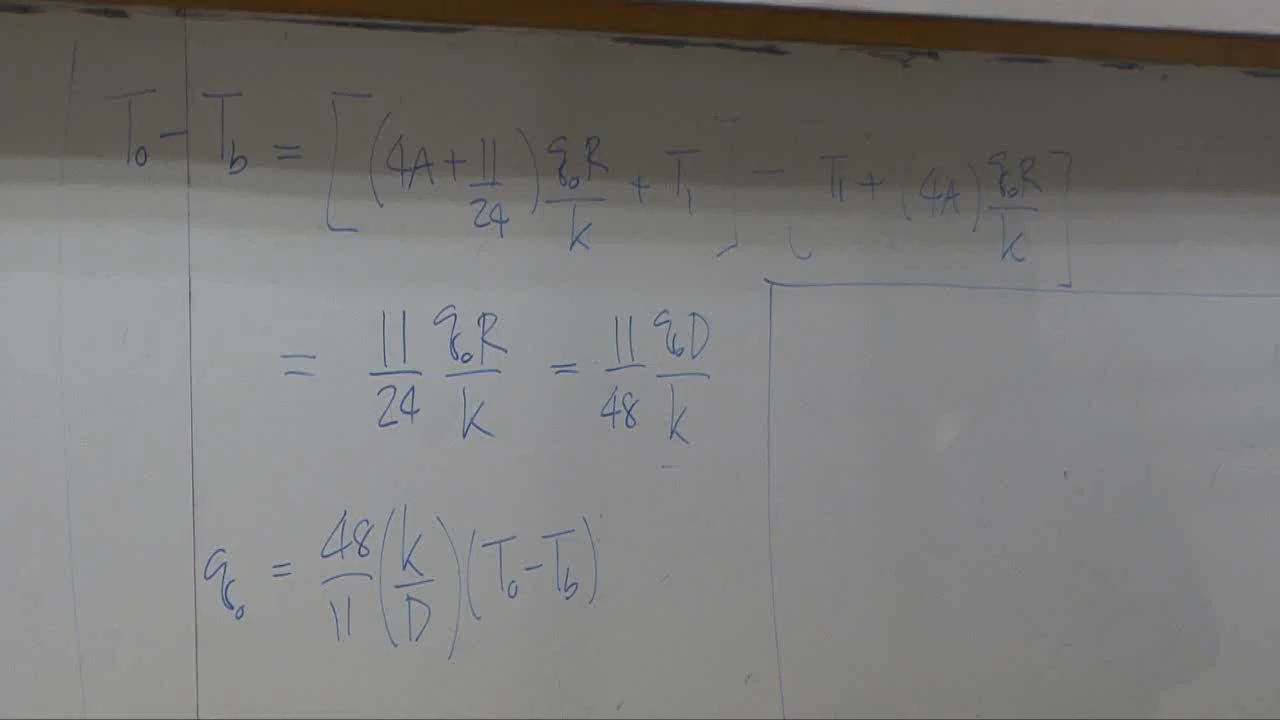 T₀ - T_b = [(4A + 11/24) q₀R/k + T₁] - [T₁ + (4A) q₀R/k]
= 11/24 q₀R/k = 11/48 q₀D/k
q₀ = 48/11 (k/D) (T₀ - T_b)